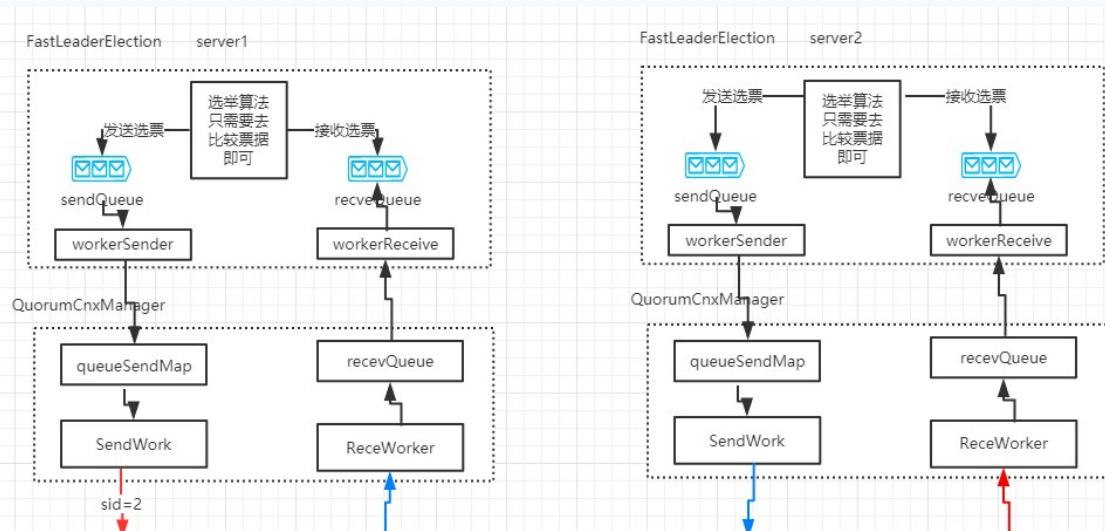 FastLeaderElection server1
选举算法
只需要去
比较票据
即可
发送选票
接收选票
sendQueue
recveQueue
workerSender
workerReceive
QuorumCnxManager
queueSendMap
recevQueue
SendWork
ReceWorker
sid=2
FastLeaderElection server2
选举算法
只需要去
比较票据
即可
发送选票
接收选票
sendQueue
recveQueue
workerSender
workerReceive
QuorumCnxManager
queueSendMap
recevQueue
SendWork
ReceWorker